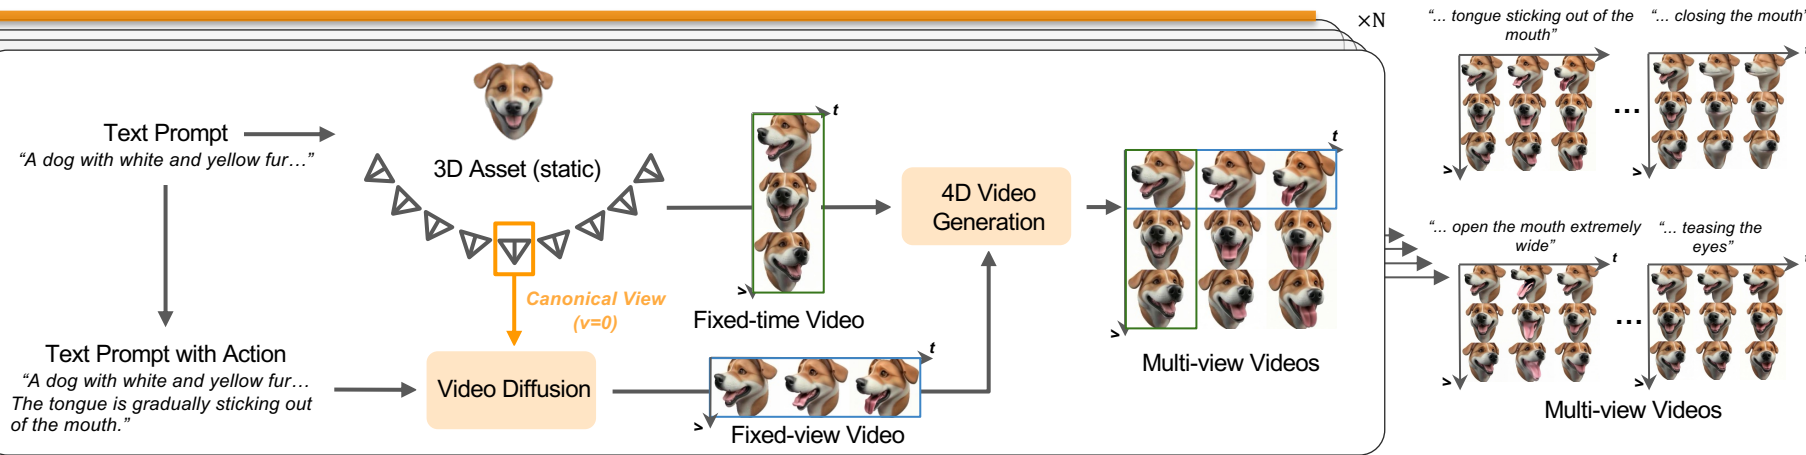 Text Prompt
“A dog with white and yellow fur…”
3D Asset (static)
Canonical View
(v=0)
Text Prompt with Action
“A dog with white and yellow fur…
The tongue is gradually sticking out
of the mouth.”
Video Diffusion
t
v
Fixed-time Video
t
v
Fixed-view Video
4D Video
Generation
t
v
Multi-view Videos
×N
“... tongue sticking out of the
mouth”
v
...
“... closing the mouth”
t
v
“... open the mouth extremely
wide”
t
v
...
“... teasing the
eyes”
t
v
Multi-view Videos